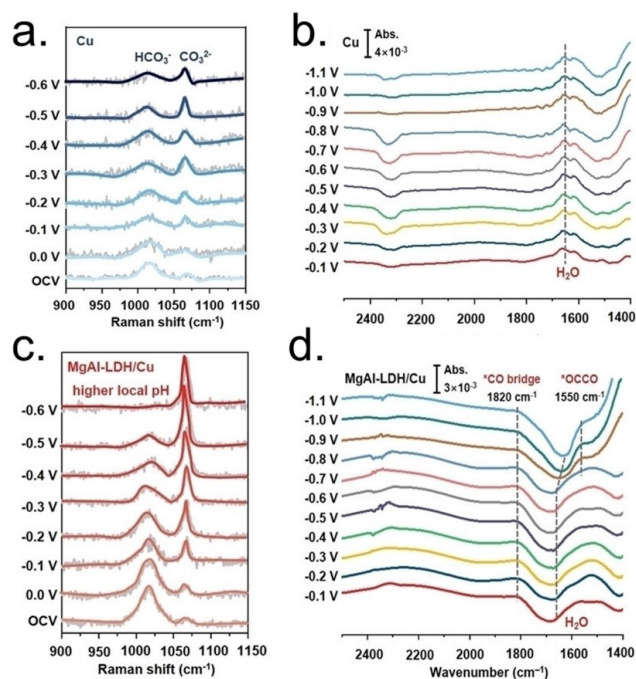 a.
Cu
HCO₃⁻ CO₃²⁻
-0.6 V
-0.5 V
-0.4 V
-0.3 V
-0.2 V
-0.1 V
0.0 V
OCV
900 950 1000 1050 1100 1150
Raman shift (cm⁻¹)
b.
Cu Abs.
4×10⁻³
-1.1 V
-1.0 V
-0.9 V
-0.8 V
-0.7 V
-0.6 V
-0.5 V
-0.4 V
-0.3 V
-0.2 V
-0.1 V
H₂O
2400 2200 2000 1800 1600 1400
c.
MgAl-LDH/Cu
higher local pH
-0.6 V
-0.5 V
-0.4 V
-0.3 V
-0.2 V
-0.1 V
0.0 V
OCV
900 950 1000 1050 1100 1150
Raman shift (cm⁻¹)
d.
MgAl-LDH/Cu Abs.
3×10⁻³
*CO bridge *OCCO
1820 cm⁻¹ 1550 cm⁻¹
-1.1 V
-1.0 V
-0.9 V
-0.8 V
-0.7 V
-0.6 V
-0.5 V
-0.4 V
-0.3 V
-0.2 V
-0.1 V
H₂O
2400 2200 2000 1800 1600 1400
Wavenumber (cm⁻¹)